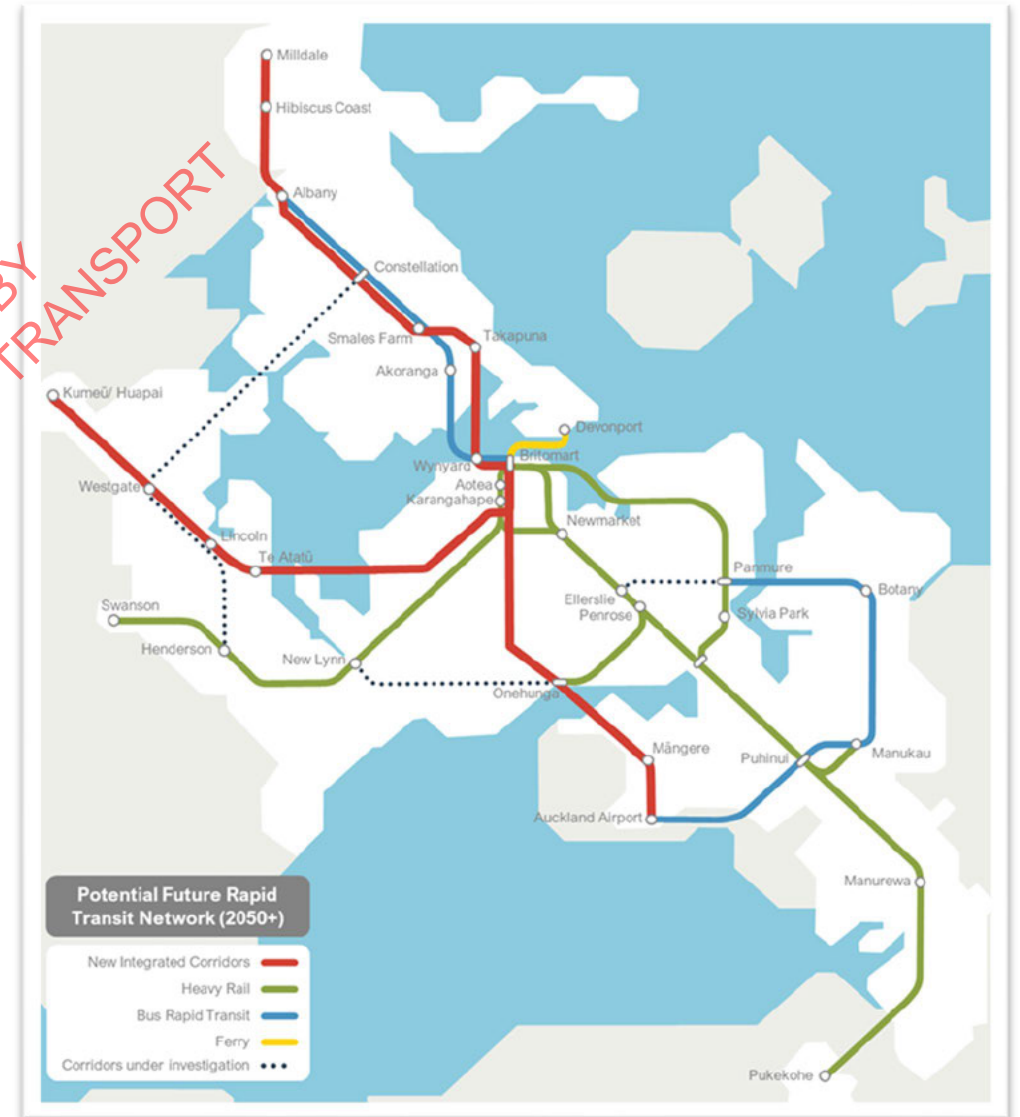 Milldale
Hibiscus Coast
Albany
BY
TRANSPORT
Constellation
Smales Farm
Takapuna
Akoranga
Kumeū/ Huapai
Devonport
Wynyard
Britomart
Westgate
Aotea
Karangahape
Newmarket
Lincoln
Te Atatū
Panmure
Botany
Ellerslie
Swanson
Penrose
Sylvia Park
Henderson
New Lynn
Onehunga
Māngere
Puhinui
Manukau
Auckland Airport
Manurewa
Potential Future Rapid
Transit Network (2050+)
New Integrated Corridors
Heavy Rail
Bus Rapid Transit
Ferry
Corridors under investigation
Pukekohe